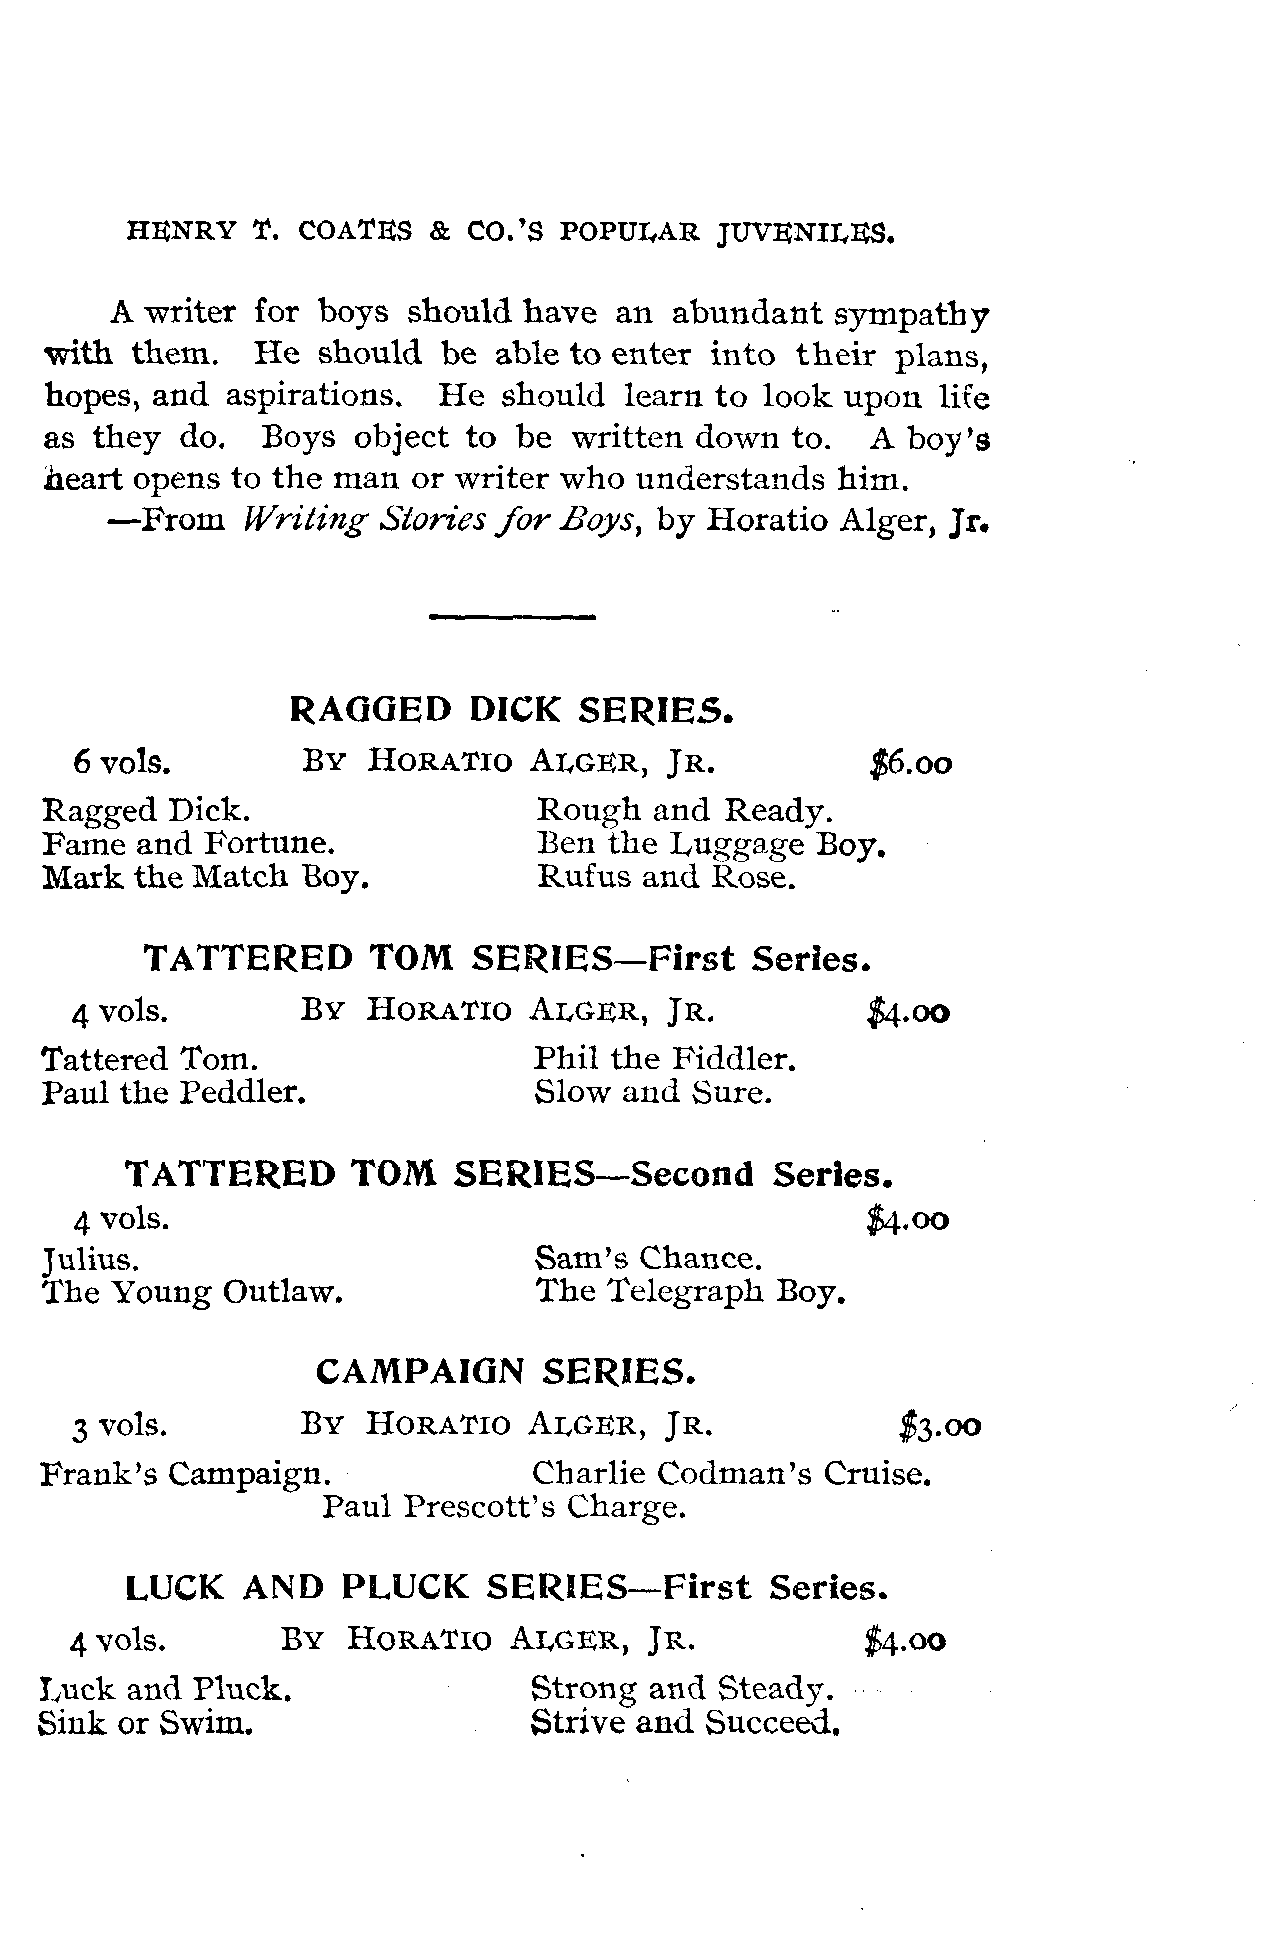 HENRY T. COATES & CO.'S POPULAR JUVENILES.
A writer for boys should have an abundant sympathy
with them. He should be able to enter into their plans,
hopes, and aspirations. He should learn to look upon life
as they do. Boys object to be written down to. A boy's
heart opens to the man or writer who understands him.
—From Writing Stories for Boys, by Horatio Alger, Jr.
RAGGED DICK SERIES.
6 vols. BY HORATIO ALGER, JR. $6.00
Ragged Dick. Rough and Ready.
Fame and Fortune. Ben the Luggage Boy.
Mark the Match Boy. Rufus and Rose.
TATTERED TOM SERIES—First Series.
4 vols. BY HORATIO ALGER, JR. $4.00
Tattered Tom. Phil the Fiddler.
Paul the Peddler. Slow and Sure.
TATTERED TOM SERIES—Second Series.
4 vols. $4.00
Julius. Sam's Chance.
The Young Outlaw. The Telegraph Boy.
CAMPAIGN SERIES.
3 vols. BY HORATIO ALGER, JR. $3.00
Frank's Campaign. Charlie Codman's Cruise.
Paul Prescott's Charge.
LUCK AND PLUCK SERIES—First Series.
4 vols. BY HORATIO ALGER, JR. $4.00
Luck and Pluck. Strong and Steady.
Sink or Swim. Strive and Succeed.